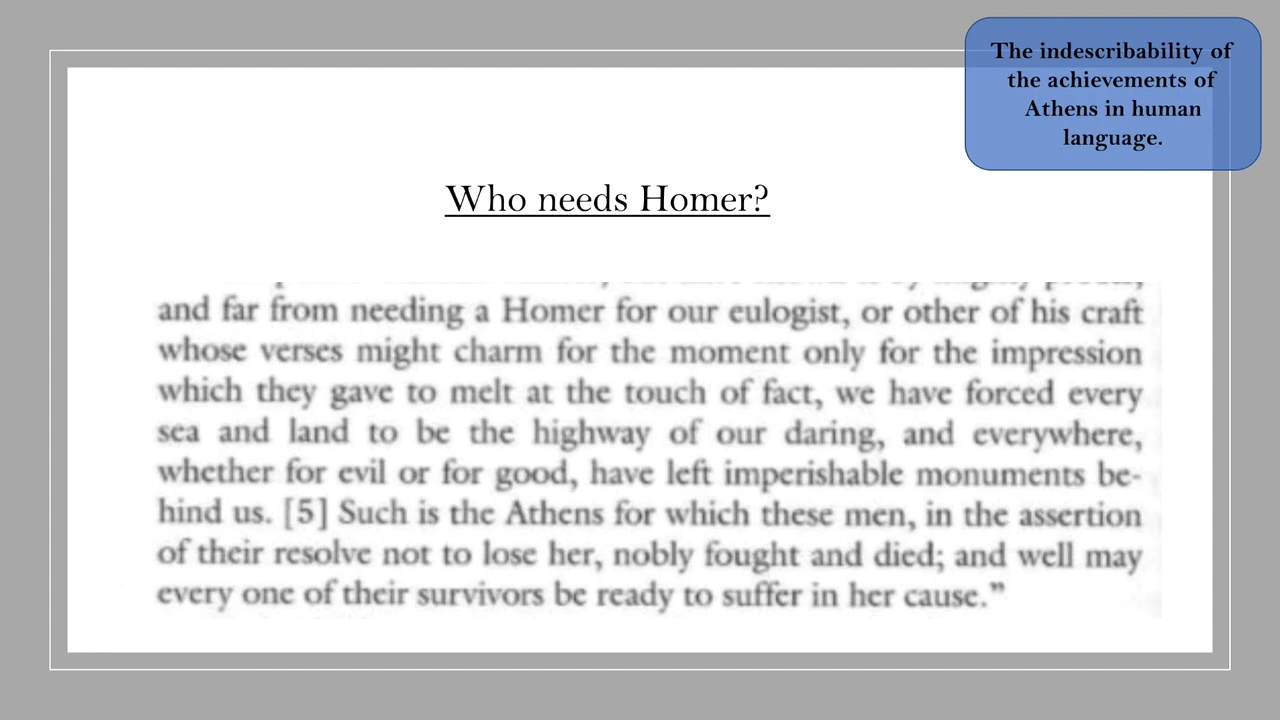 The indescribability of
the achievements of
Athens in human
language.
Who needs Homer?
and far from needing a Homer for our eulogist, or other of his craft
whose verses might charm for the moment only for the impression
which they gave to melt at the touch of fact, we have forced every
sea and land to be the highway of our daring, and everywhere,
whether for evil or for good, have left imperishable monuments be-
hind us. [5] Such is the Athens for which these men, in the assertion
of their resolve not to lose her, nobly fought and died; and well may
every one of their survivors be ready to suffer in her cause.”